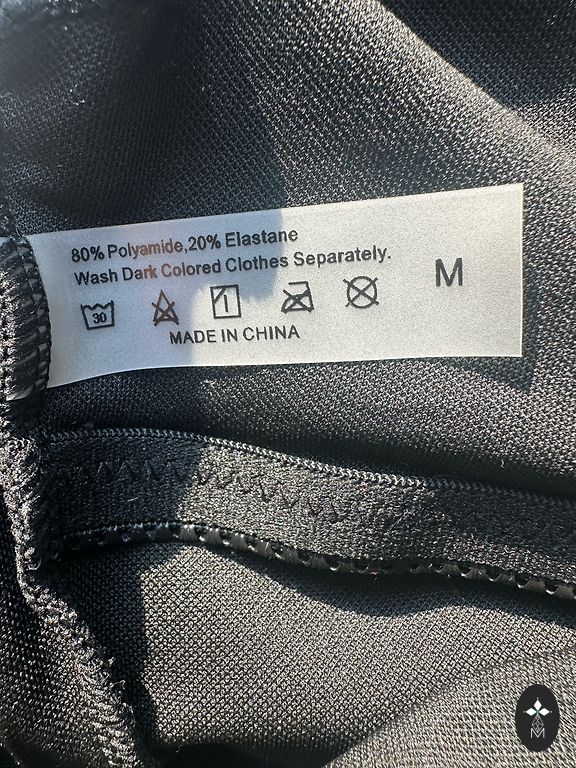 80% Polyamide,20% Elastane
Wash Dark Colored Clothes Separately.
M
30
MADE IN CHINA
M